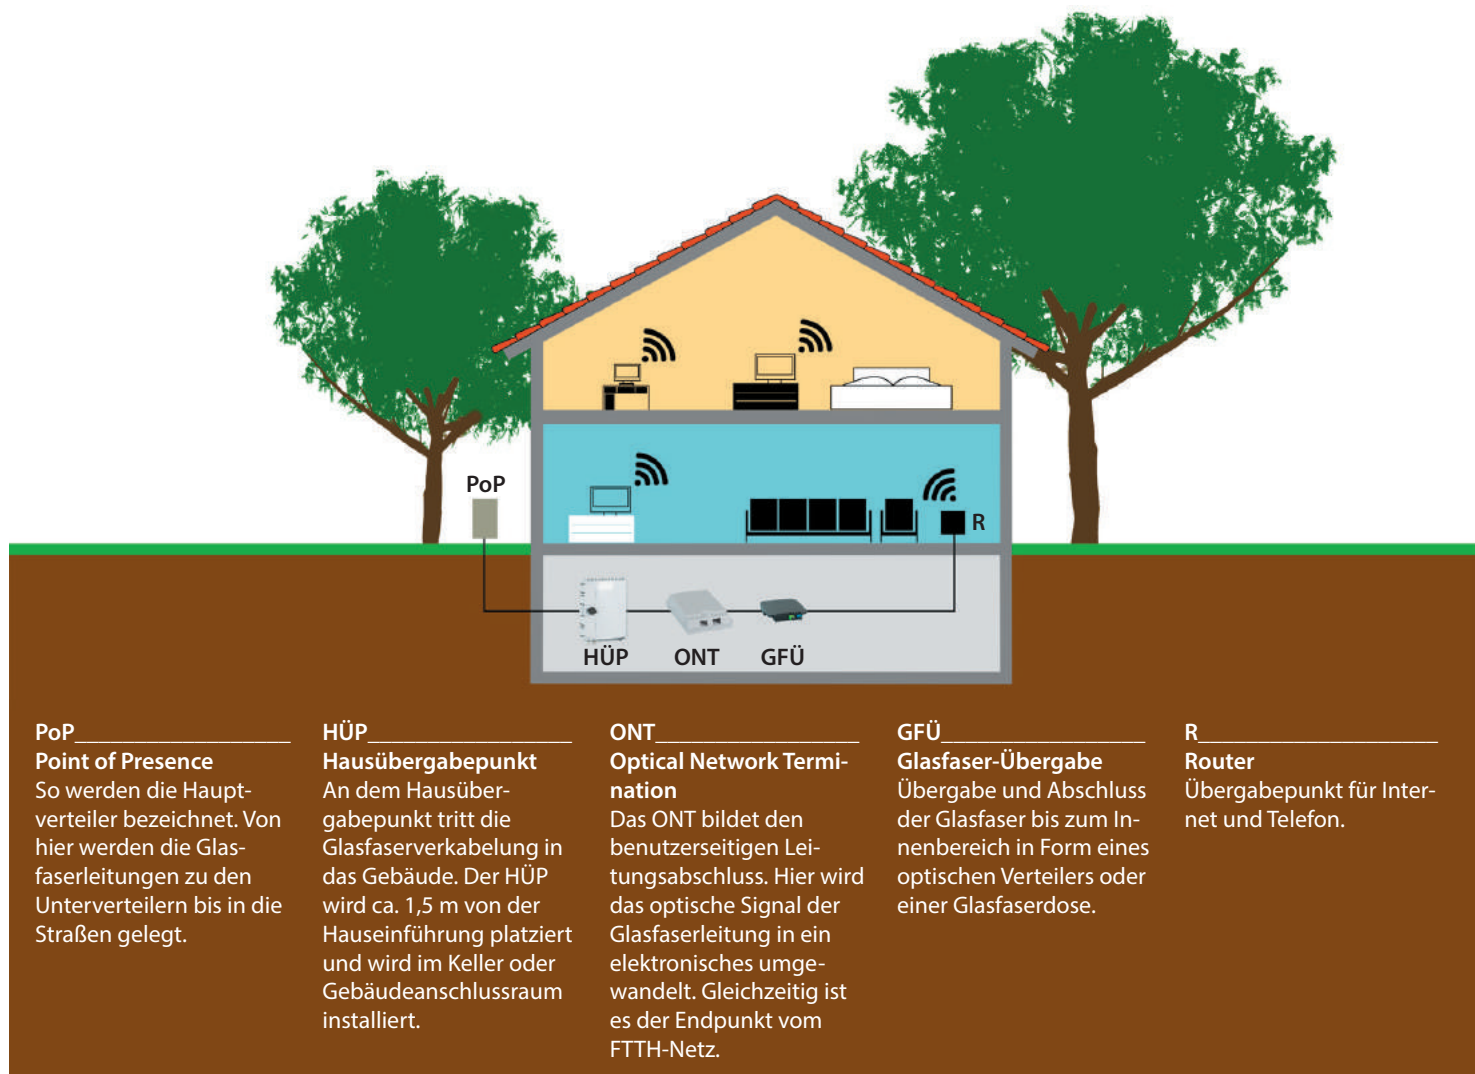 PoP
R
HÜP
ONT
GFÜ
PoP__________________
Point of Presence
So werden die Haupt-
verteiler bezeichnet. Von
hier werden die Glas-
faserleitungen zu den
Unterverteilern bis in die
Straßen gelegt.
HÜP_________________
Hausübergabepunkt
An dem Hausüber-
gabepunkt tritt die
Glasfaserverkabelung in
das Gebäude. Der HÜP
wird ca. 1,5 m von der
Hauseinführung platziert
und wird im Keller oder
Gebäudeanschlussraum
installiert.
ONT_________________
Optical Network Termi-
nation
Das ONT bildet den
benutzerseitigen Lei-
tungsabschluss. Hier wird
das optische Signal der
Glasfaserleitung in ein
elektronisches umge-
wandelt. Gleichzeitig ist
es der Endpunkt vom
FTTH-Netz.
GFÜ_________________
Glasfaser-Übergabe
Übergabe und Abschluss
der Glasfaser bis zum In-
nenbereich in Form eines
optischen Verteilers oder
einer Glasfaserdose.
R____________________
Router
Übergabepunkt für Inter-
net und Telefon.